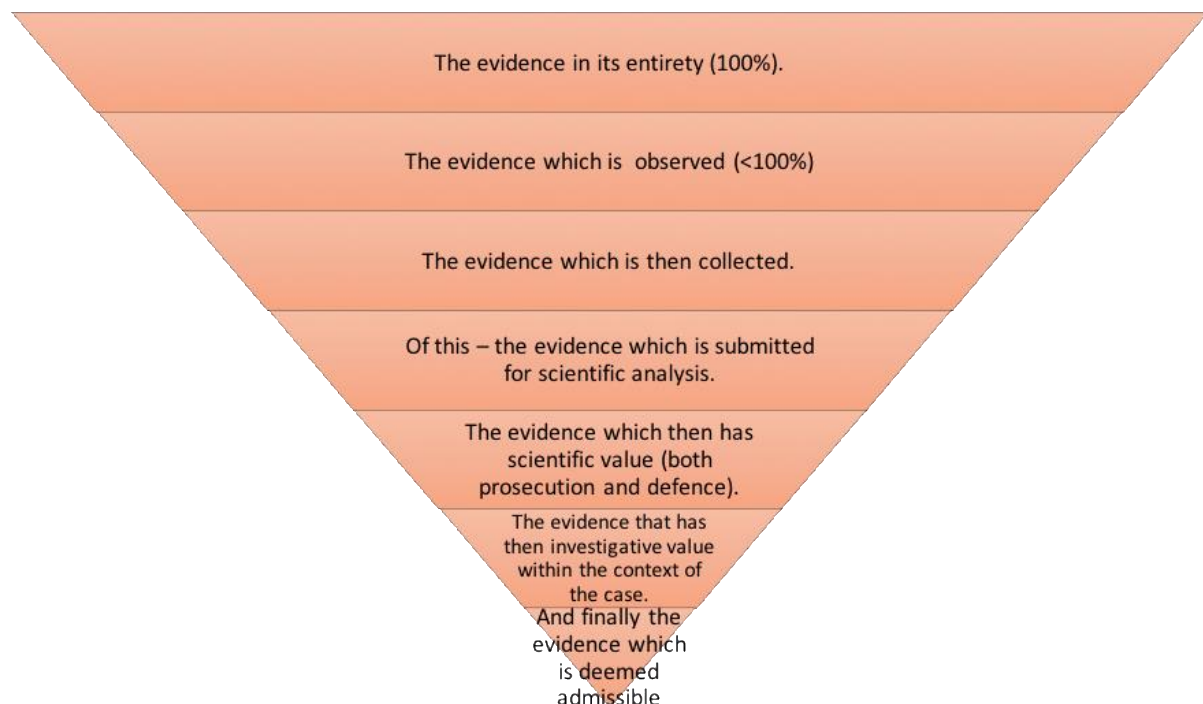 The evidence in its entirety (100%).
The evidence which is  observed (<100%)
The evidence which is then collected.
Of this – the evidence which is submitted
for scientific analysis.
The evidence which then has
scientific value (both
prosecution and defence).
The evidence that has
then investigative value
within the context of
the case.
And finally the
evidence which
is deemed
admissible